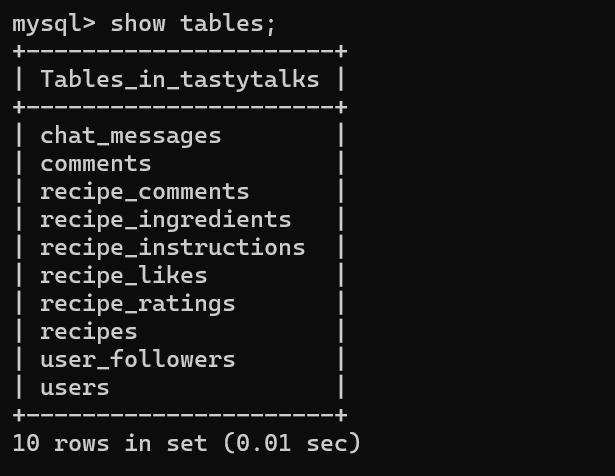 mysql> show tables;
+----------------------+
| Tables_in_tastytalks |
+----------------------+
| chat_messages        |
| comments             |
| recipe_comments      |
| recipe_ingredients   |
| recipe_instructions  |
| recipe_likes         |
| recipe_ratings       |
| recipes              |
| user_followers       |
| users                |
+----------------------+
10 rows in set (0.01 sec)